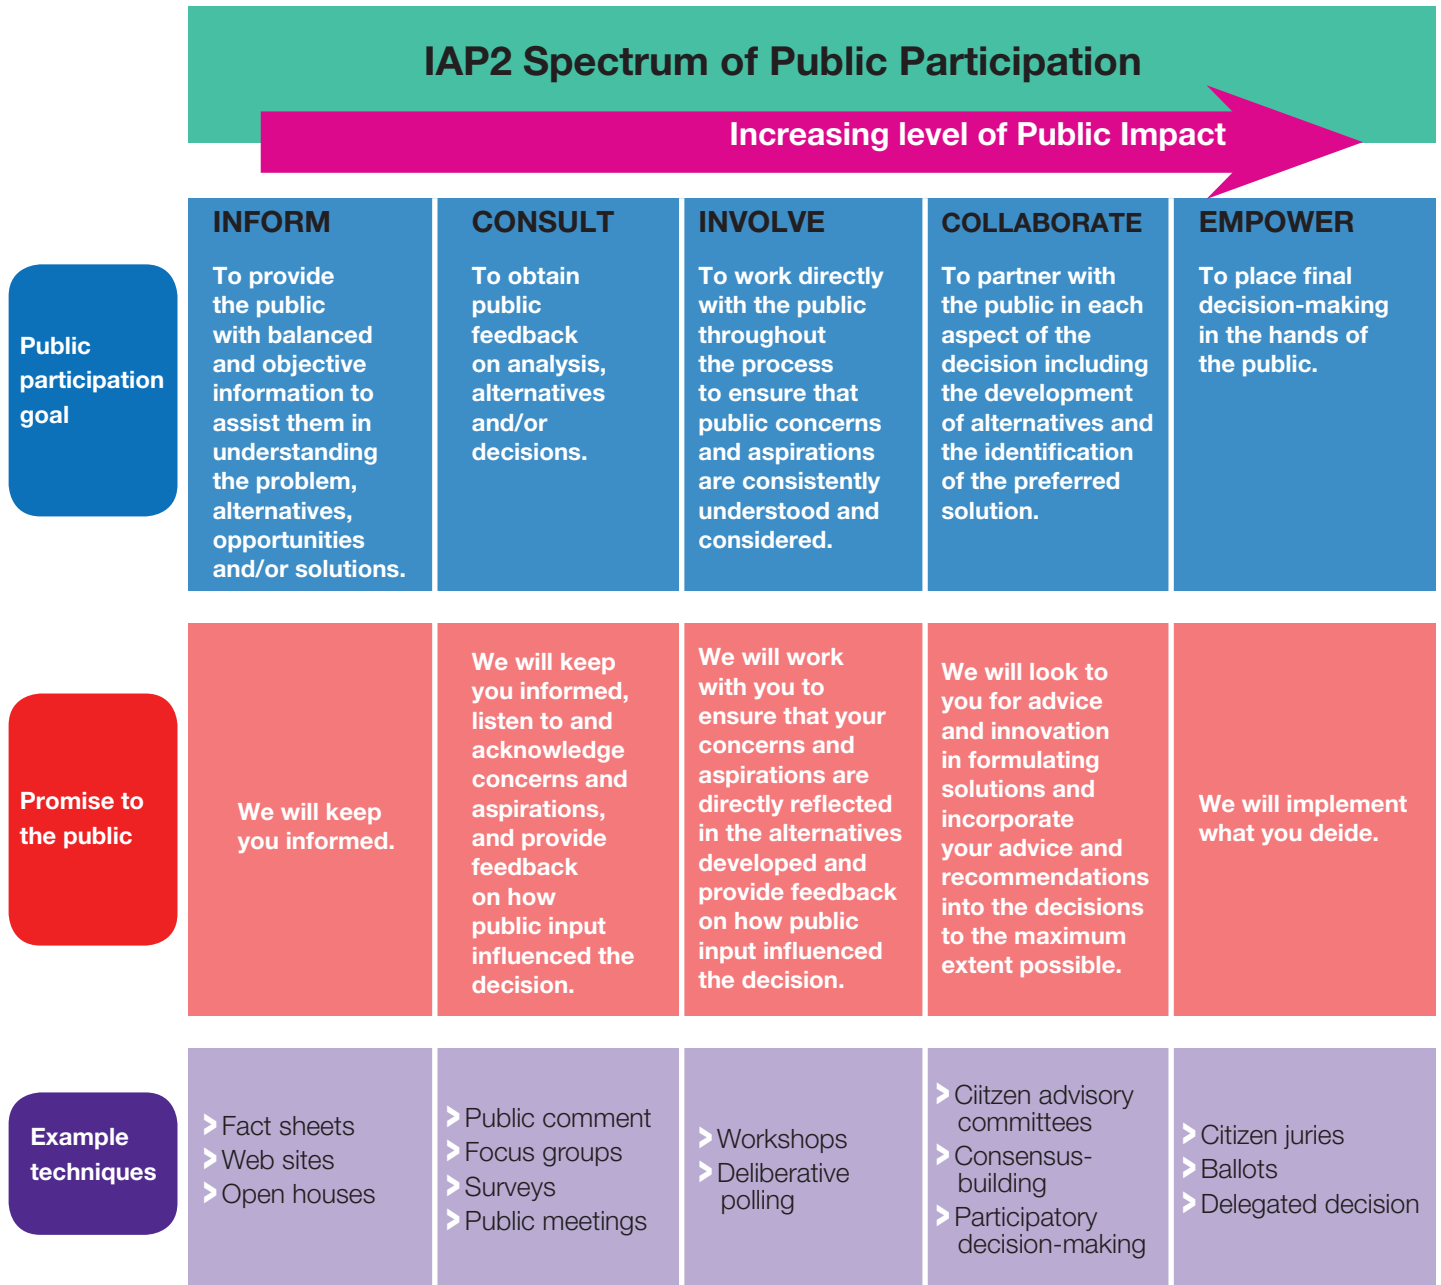 IAP2 Spectrum of Public Participation
Increasing level of Public Impact
INFORM
CONSULT
INVOLVE
COLLABORATE
EMPOWER
Public
participation
goal
To provide
the public
with balanced
and objective
information to
assist them in
understanding
the problem,
alternatives,
opportunities
and/or solutions.
To obtain
public
feedback
on analysis,
alternatives
and/or
decisions.
To work directly
with the public
throughout
the process
to ensure that
public concerns
and aspirations
are consistently
understood and
considered.
To partner with
the public in each
aspect of the
decision including
the development
of alternatives and
the identification
of the preferred
solution.
To place final
decision-making
in the hands of
the public.
Promise to
the public
We will keep
you informed.
We will keep
you informed,
listen to and
acknowledge
concerns and
aspirations,
and provide
feedback
on how
public input
influenced the
decision.
We will work
with you to
ensure that your
concerns and
aspirations are
directly reflected
in the alternatives
developed and
provide feedback
on how public
input influenced
the decision.
We will look to
you for advice
and innovation
in formulating
solutions and
incorporate
your advice and
recommendations
into the decisions
to the maximum
extent possible.
We will implement
what you deide.
Example
techniques
> Fact sheets
> Web sites
> Open houses
> Public comment
> Focus groups
> Surveys
> Public meetings
> Workshops
> Deliberative
polling
> Ciitzen advisory
committees
> Consensus-
building
> Participatory
decision-making
> Citizen juries
> Ballots
> Delegated decision